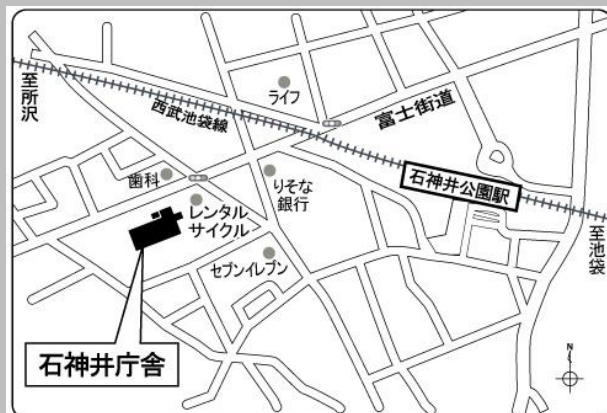 至所沢
西武池袋線
ライフ
富士街道
歯科
りそな
銀行
石神井公園駅
レンタル
サイクル
至池袋
セブンイレブン
石神井庁舎
N